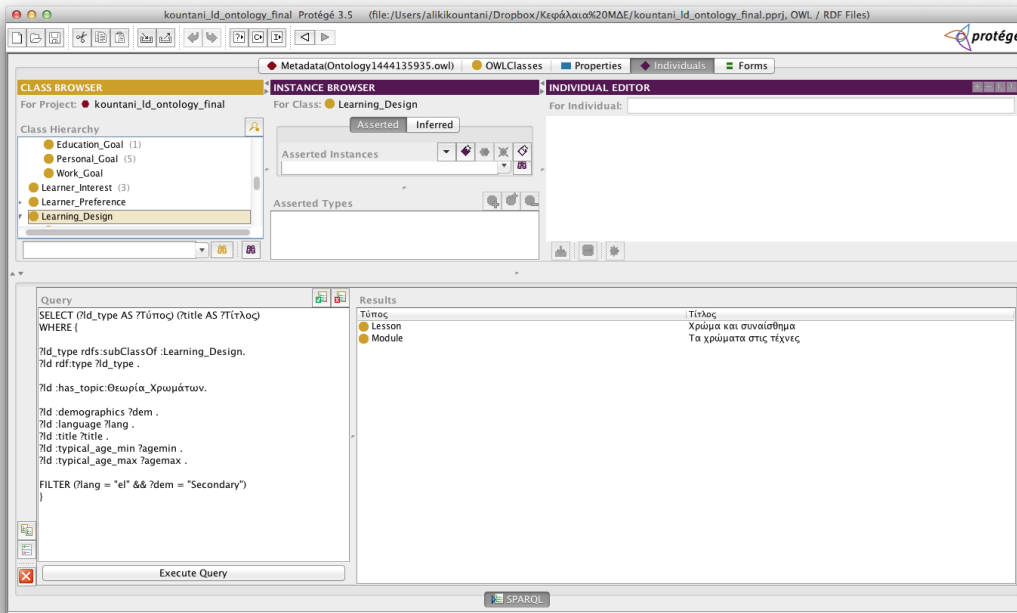 kountani_ld_ontology_final Protégé 3.5 (file:/Users/alikikountani/Dropbox/Κεφάλαια%20ΜΔΕ/kountani_ld_ontology_final.pprj, OWL / RDF Files)
protégé
Metadata(Ontology1444135935.owl) OWLClasses Properties Individuals Forms
CLASS BROWSER INSTANCE BROWSER INDIVIDUAL EDITOR
For Project: kountani_ld_ontology_final For Class: Learning_Design For Individual:
Asserted Inferred
Class Hierarchy
Education_Goal (1)
Personal_Goal (5)
Work_Goal
Learner_Interest (3)
Learner_Preference
Learning_Design
Asserted Instances
Asserted Types
Query
SELECT (?ld_type AS ?Τύπος) (?title AS ?Τίτλος)
WHERE {
?ld_type rdfs:subClassOf :Learning_Design.
?ld rdf:type ?ld_type .
?ld :has_topic:Θεωρία_Χρωμάτων.
?ld :demographics ?dem .
?ld :language ?lang .
?ld :title ?title .
?ld :typical_age_min ?agemin .
?ld :typical_age_max ?agemax .
FILTER (?lang = "el" && ?dem = "Secondary")
}
Execute Query
Results
Τύπος Τίτλος
Lesson Χρώμα και συναίσθημα
Module Τα χρώματα στις τέχνες
SPARQL